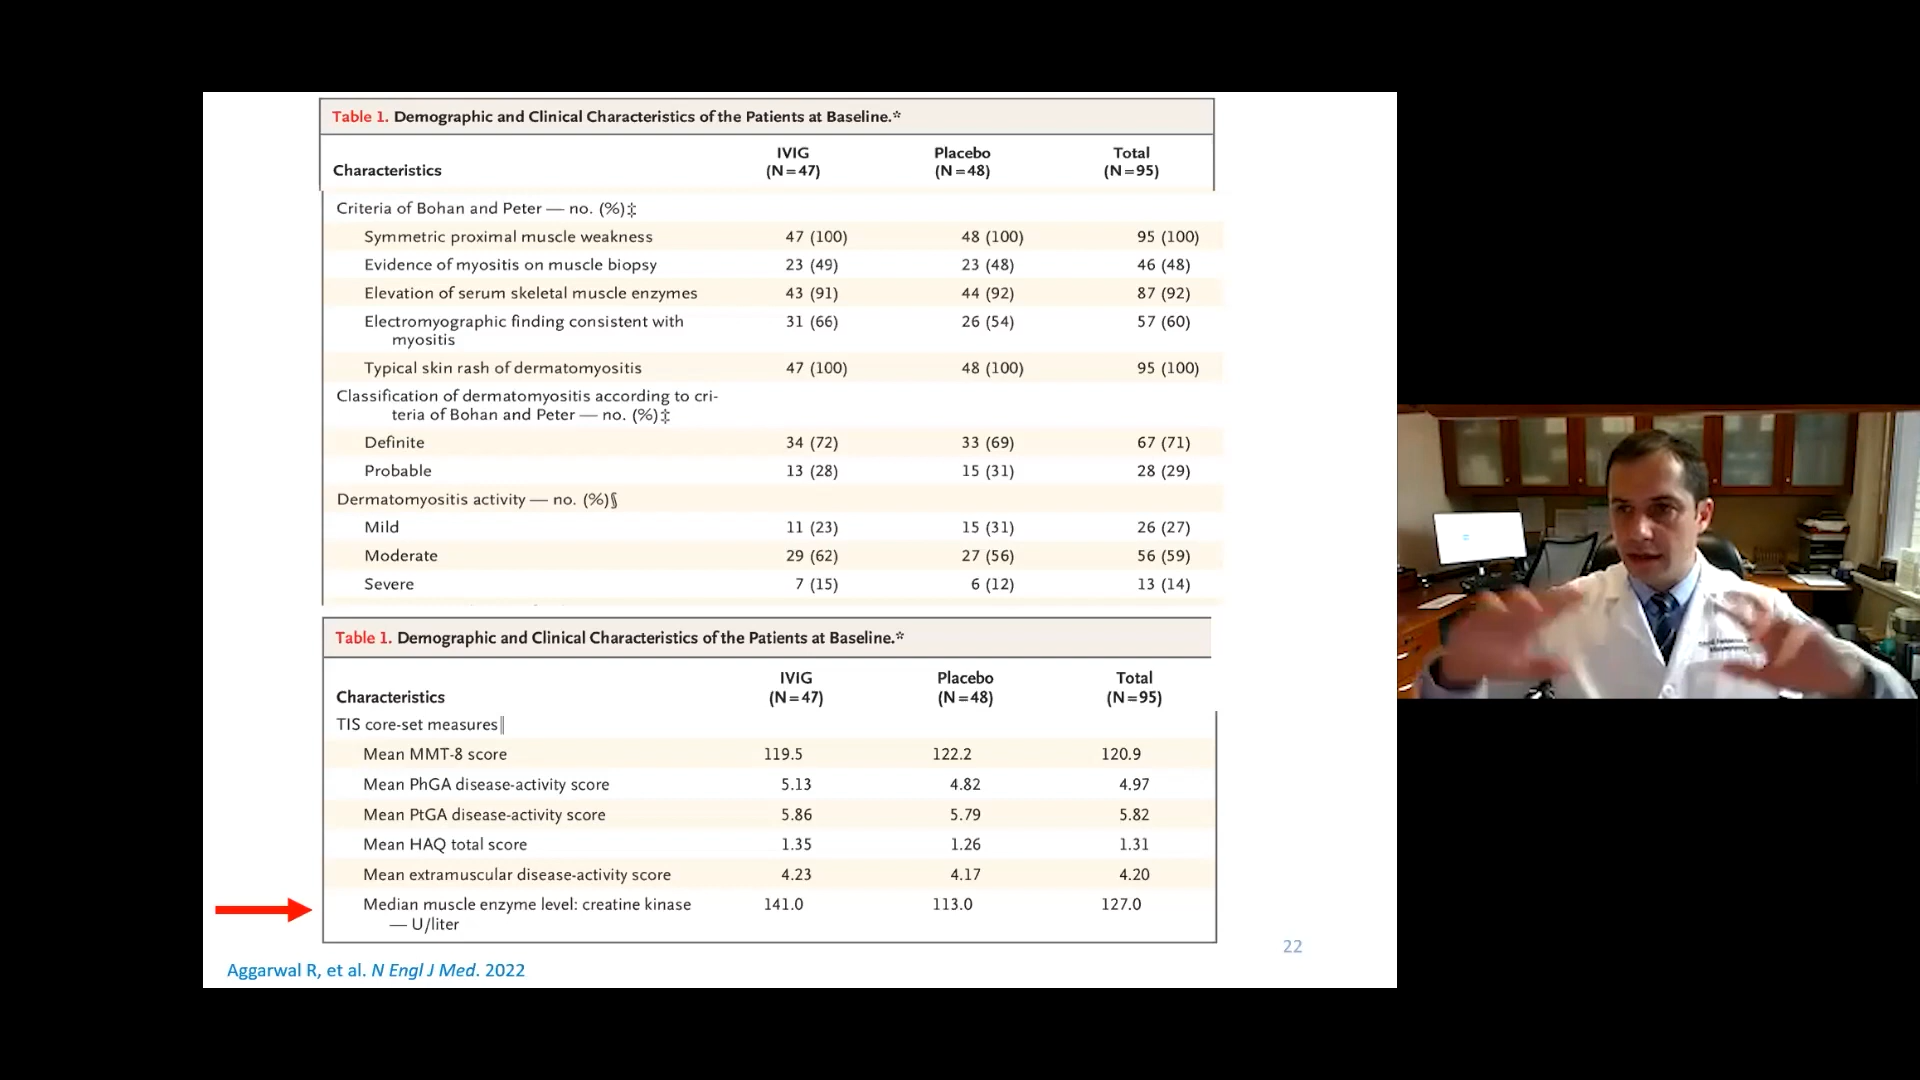 Table 1. Demographic and Clinical Characteristics of the Patients at Baseline.*
Characteristics IVIG (N=47) Placebo (N=48) Total (N=95)
Criteria of Bohan and Peter — no. (%)‡
Symmetric proximal muscle weakness 47 (100) 48 (100) 95 (100)
Evidence of myositis on muscle biopsy 23 (49) 23 (48) 46 (48)
Elevation of serum skeletal muscle enzymes 43 (91) 44 (92) 87 (92)
Electromyographic finding consistent with 31 (66) 26 (54) 57 (60)
myositis
Typical skin rash of dermatomyositis 47 (100) 48 (100) 95 (100)
Classification of dermatomyositis according to cri-
teria of Bohan and Peter — no. (%)‡
Definite 34 (72) 33 (69) 67 (71)
Probable 13 (28) 15 (31) 28 (29)
Dermatomyositis activity — no. (%)§
Mild 11 (23) 15 (31) 26 (27)
Moderate 29 (62) 27 (56) 56 (59)
Severe 7 (15) 6 (12) 13 (14)
Table 1. Demographic and Clinical Characteristics of the Patients at Baseline.*
Characteristics IVIG (N=47) Placebo (N=48) Total (N=95)
TIS core-set measures‖
Mean MMT-8 score 119.5 122.2 120.9
Mean PhGA disease-activity score 5.13 4.82 4.97
Mean PtGA disease-activity score 5.86 5.79 5.82
Mean HAQ total score 1.35 1.26 1.31
Mean extramuscular disease-activity score 4.23 4.17 4.20
Median muscle enzyme level: creatine kinase 141.0 113.0 127.0
— U/liter
22
Aggarwal R, et al. N Engl J Med. 2022